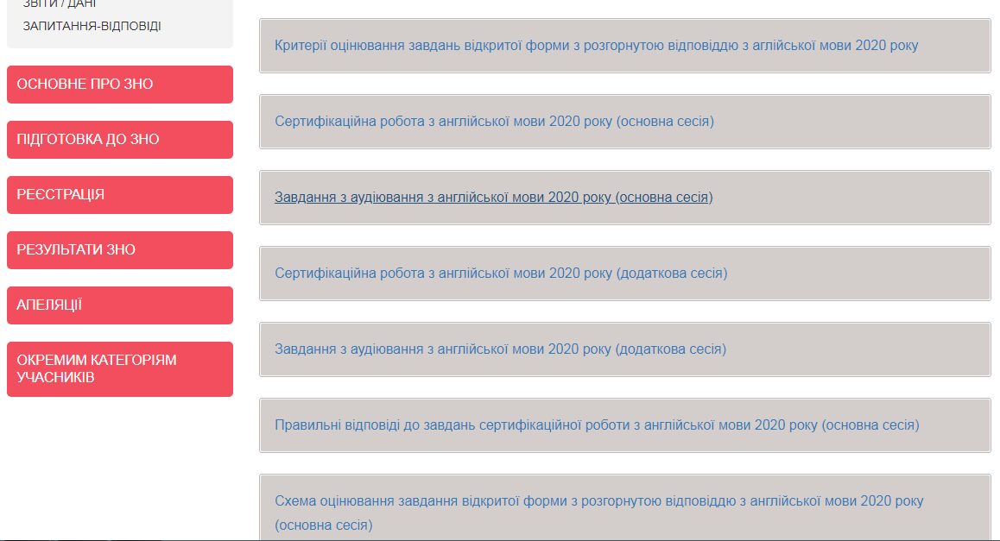 ЗВІТИ / ДАНІ
ЗАПИТАННЯ-ВІДПОВІДІ
ОСНОВНЕ ПРО ЗНО
ПІДГОТОВКА ДО ЗНО
РЕЄСТРАЦІЯ
РЕЗУЛЬТАТИ ЗНО
АПЕЛЯЦІЇ
ОКРЕМИМ КАТЕГОРІЯМ
УЧАСНИКІВ
Критерії оцінювання завдань відкритої форми з розгорнутою відповіддю з аглійської мови 2020 року
Сертифікаційна робота з англійської мови 2020 року (основна сесія)
Завдання з аудіювання з англійської мови 2020 року (основна сесія)
Сертифікаційна робота з англійської мови 2020 року (додаткова сесія)
Завдання з аудіювання з англійської мови 2020 року (додаткова сесія)
Правильні відповіді до завдань сертифікаційної роботи з англійської мови 2020 року (основна сесія)
Схема оцінювання завдання відкритої форми з розгорнутою відповіддю з англійської мови 2020 року
(основна сесія)